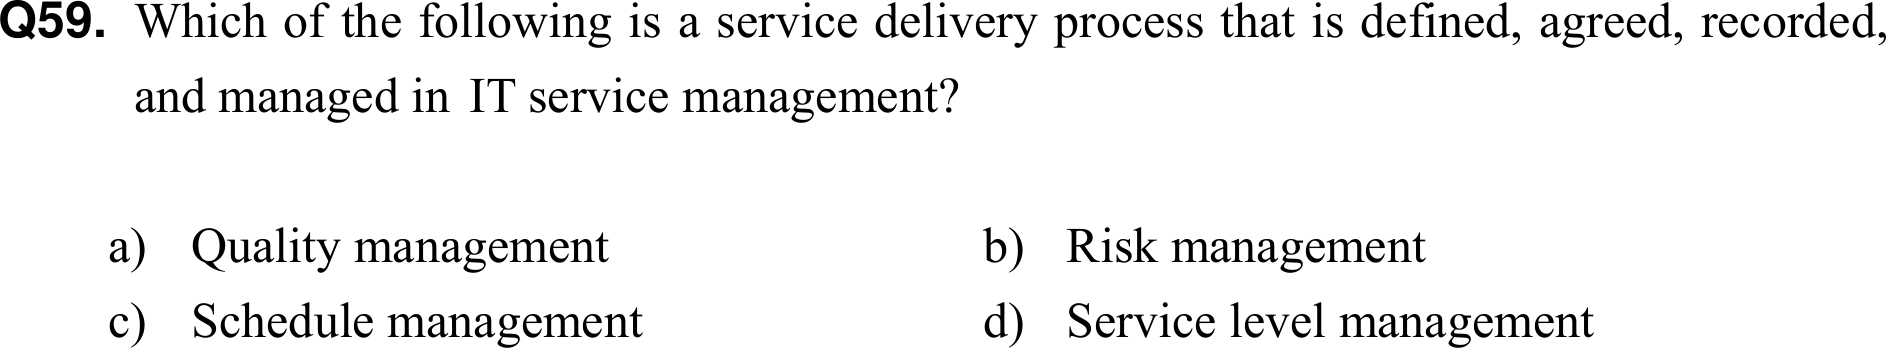 Q59. Which of the following is a service delivery process that is defined, agreed, recorded,
and managed in IT service management?
a) Quality management b) Risk management
c) Schedule management d) Service level management